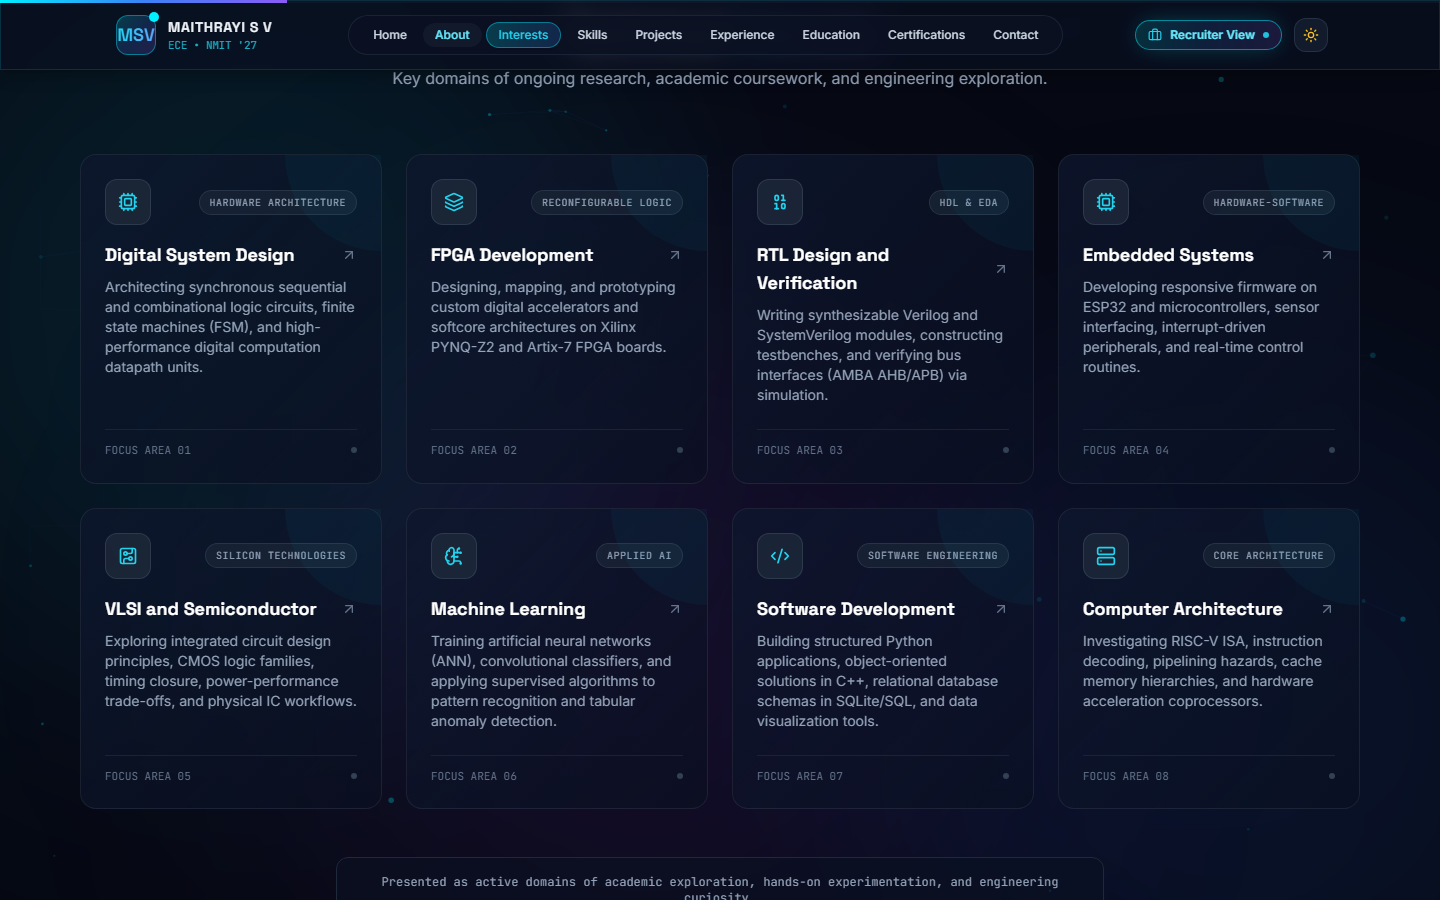 MSV
MAITHRAYI S V
ECE • NMIT '27
Home
About
Interests
Skills
Projects
Experience
Education
Certifications
Contact
Recruiter View
Key domains of ongoing research, academic coursework, and engineering exploration.
HARDWARE ARCHITECTURE
Digital System Design
Architecting synchronous sequential
and combinational logic circuits, finite
state machines (FSM), and high-
performance digital computation
datapath units.
FOCUS AREA 01
RECONFIGURABLE LOGIC
FPGA Development
Designing, mapping, and prototyping
custom digital accelerators and
softcore architectures on Xilinx
PYNQ-Z2 and Artix-7 FPGA boards.
FOCUS AREA 02
HDL & EDA
RTL Design and
Verification
Writing synthesizable Verilog and
SystemVerilog modules, constructing
testbenches, and verifying bus
interfaces (AMBA AHB/APB) via
simulation.
FOCUS AREA 03
HARDWARE-SOFTWARE
Embedded Systems
Developing responsive firmware on
ESP32 and microcontrollers, sensor
interfacing, interrupt-driven
peripherals, and real-time control
routines.
FOCUS AREA 04
SILICON TECHNOLOGIES
VLSI and Semiconductor
Exploring integrated circuit design
principles, CMOS logic families,
timing closure, power-performance
trade-offs, and physical IC workflows.
FOCUS AREA 05
APPLIED AI
Machine Learning
Training artificial neural networks
(ANN), convolutional classifiers, and
applying supervised algorithms to
pattern recognition and tabular
anomaly detection.
FOCUS AREA 06
SOFTWARE ENGINEERING
Software Development
Building structured Python
applications, object-oriented
solutions in C++, relational database
schemas in SQLite/SQL, and data
visualization tools.
FOCUS AREA 07
CORE ARCHITECTURE
Computer Architecture
Investigating RISC-V ISA, instruction
decoding, pipelining hazards, cache
memory hierarchies, and hardware
acceleration coprocessors.
FOCUS AREA 08
Presented as active domains of academic exploration, hands-on experimentation, and engineering
curiosity